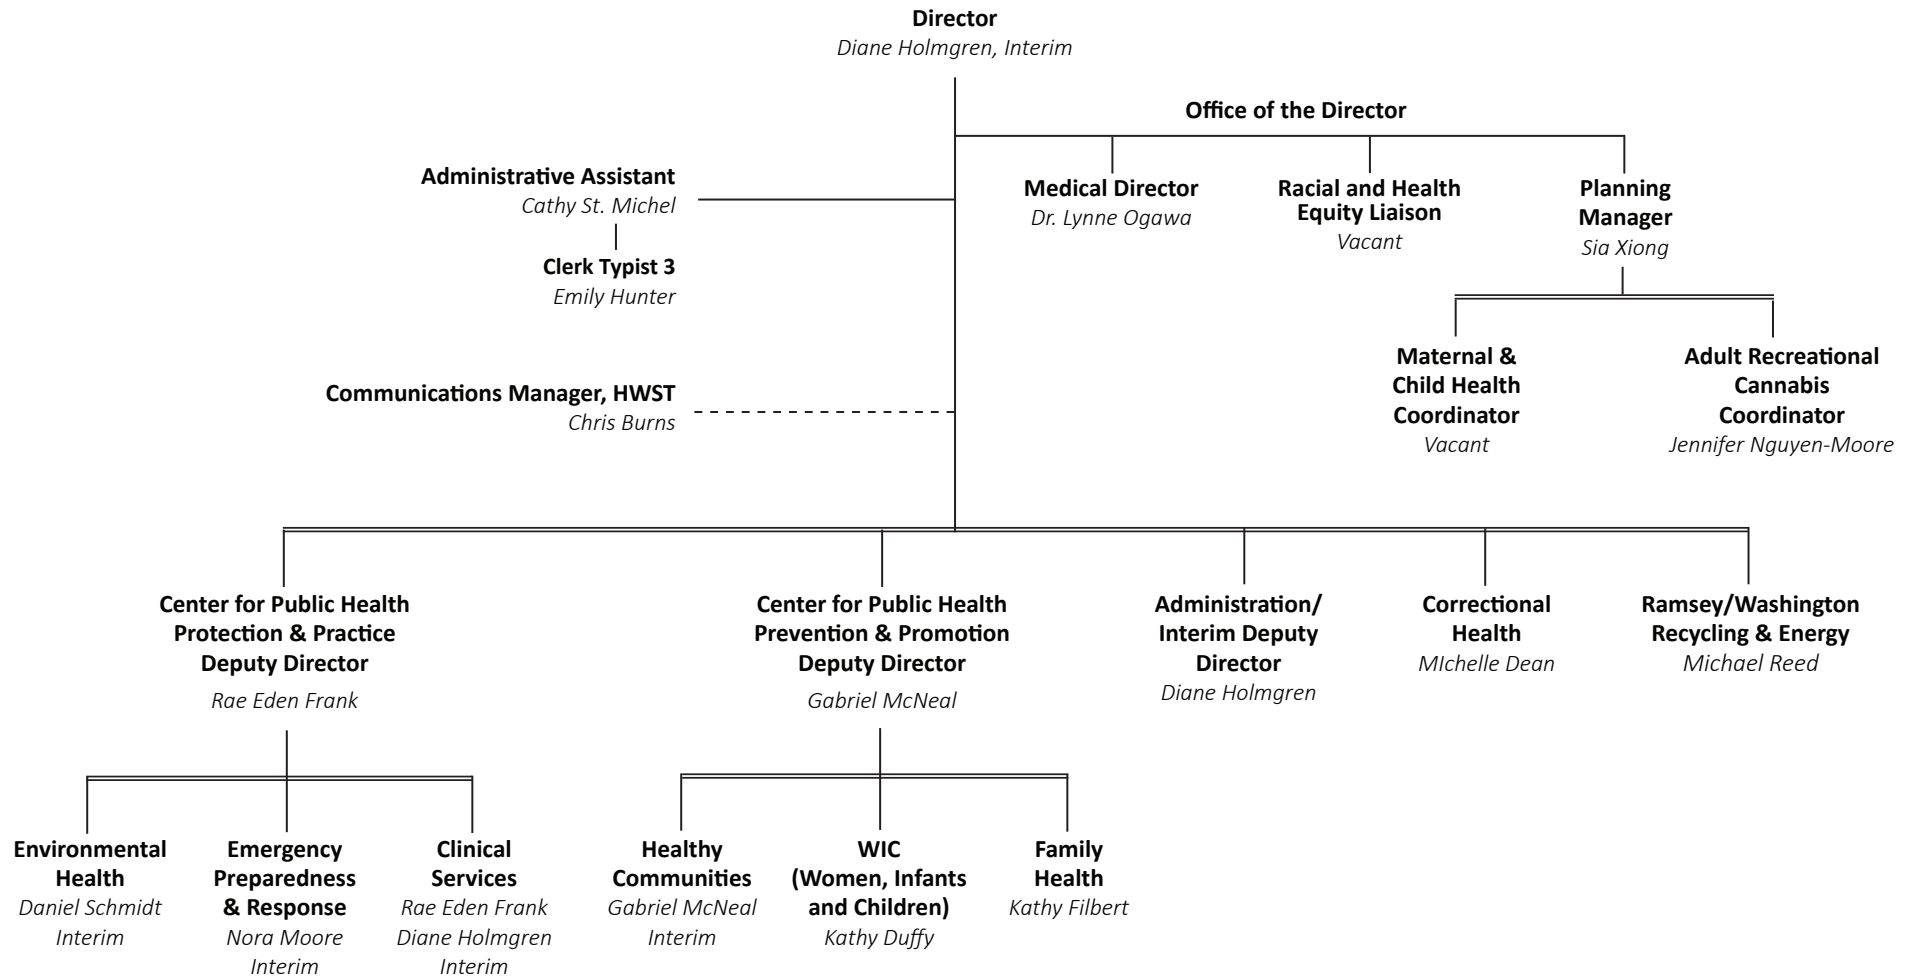 Director
Diane Holmgren, Interim
Office of the Director
Administrative Assistant
Cathy St. Michel
Clerk Typist 3
Emily Hunter
Medical Director
Dr. Lynne Ogawa
Racial and Health
Equity Liaison
Vacant
Planning
Manager
Sia Xiong
Maternal &
Child Health
Coordinator
Vacant
Adult Recreational
Cannabis
Coordinator
Jennifer Nguyen-Moore
Communications Manager, HWST
Chris Burns
Center for Public Health
Protection & Practice
Deputy Director
Rae Eden Frank
Center for Public Health
Prevention & Promotion
Deputy Director
Gabriel McNeal
Administration/
Interim Deputy
Director
Diane Holmgren
Correctional
Health
MIchelle Dean
Ramsey/Washington
Recycling & Energy
Michael Reed
Environmental
Health
Daniel Schmidt
Interim
Emergency
Preparedness
& Response
Nora Moore
Interim
Clinical
Services
Rae Eden Frank
Diane Holmgren
Interim
Healthy
Communities
Gabriel McNeal
Interim
WIC
(Women, Infants
and Children)
Kathy Duffy
Family
Health
Kathy Filbert